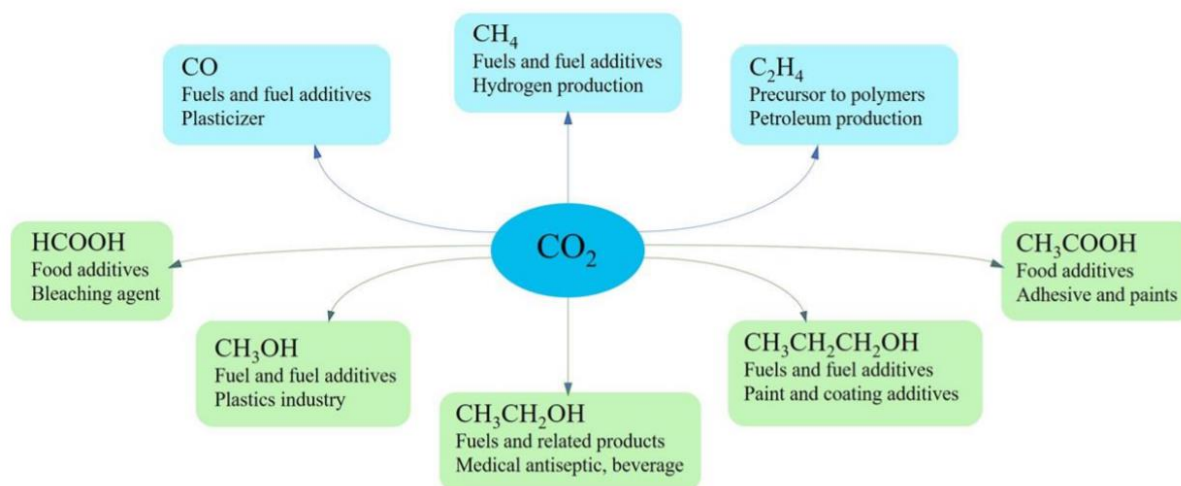 CO
Fuels and fuel additives
Plasticizer
CH₄
Fuels and fuel additives
Hydrogen production
C₂H₄
Precursor to polymers
Petroleum production
CO₂
HCOOH
Food additives
Bleaching agent
CH₃OH
Fuel and fuel additives
Plastics industry
CH₃CH₂OH
Fuels and related products
Medical antiseptic, beverage
CH₃CH₂CH₂OH
Fuels and fuel additives
Paint and coating additives
CH₃COOH
Food additives
Adhesive and paints